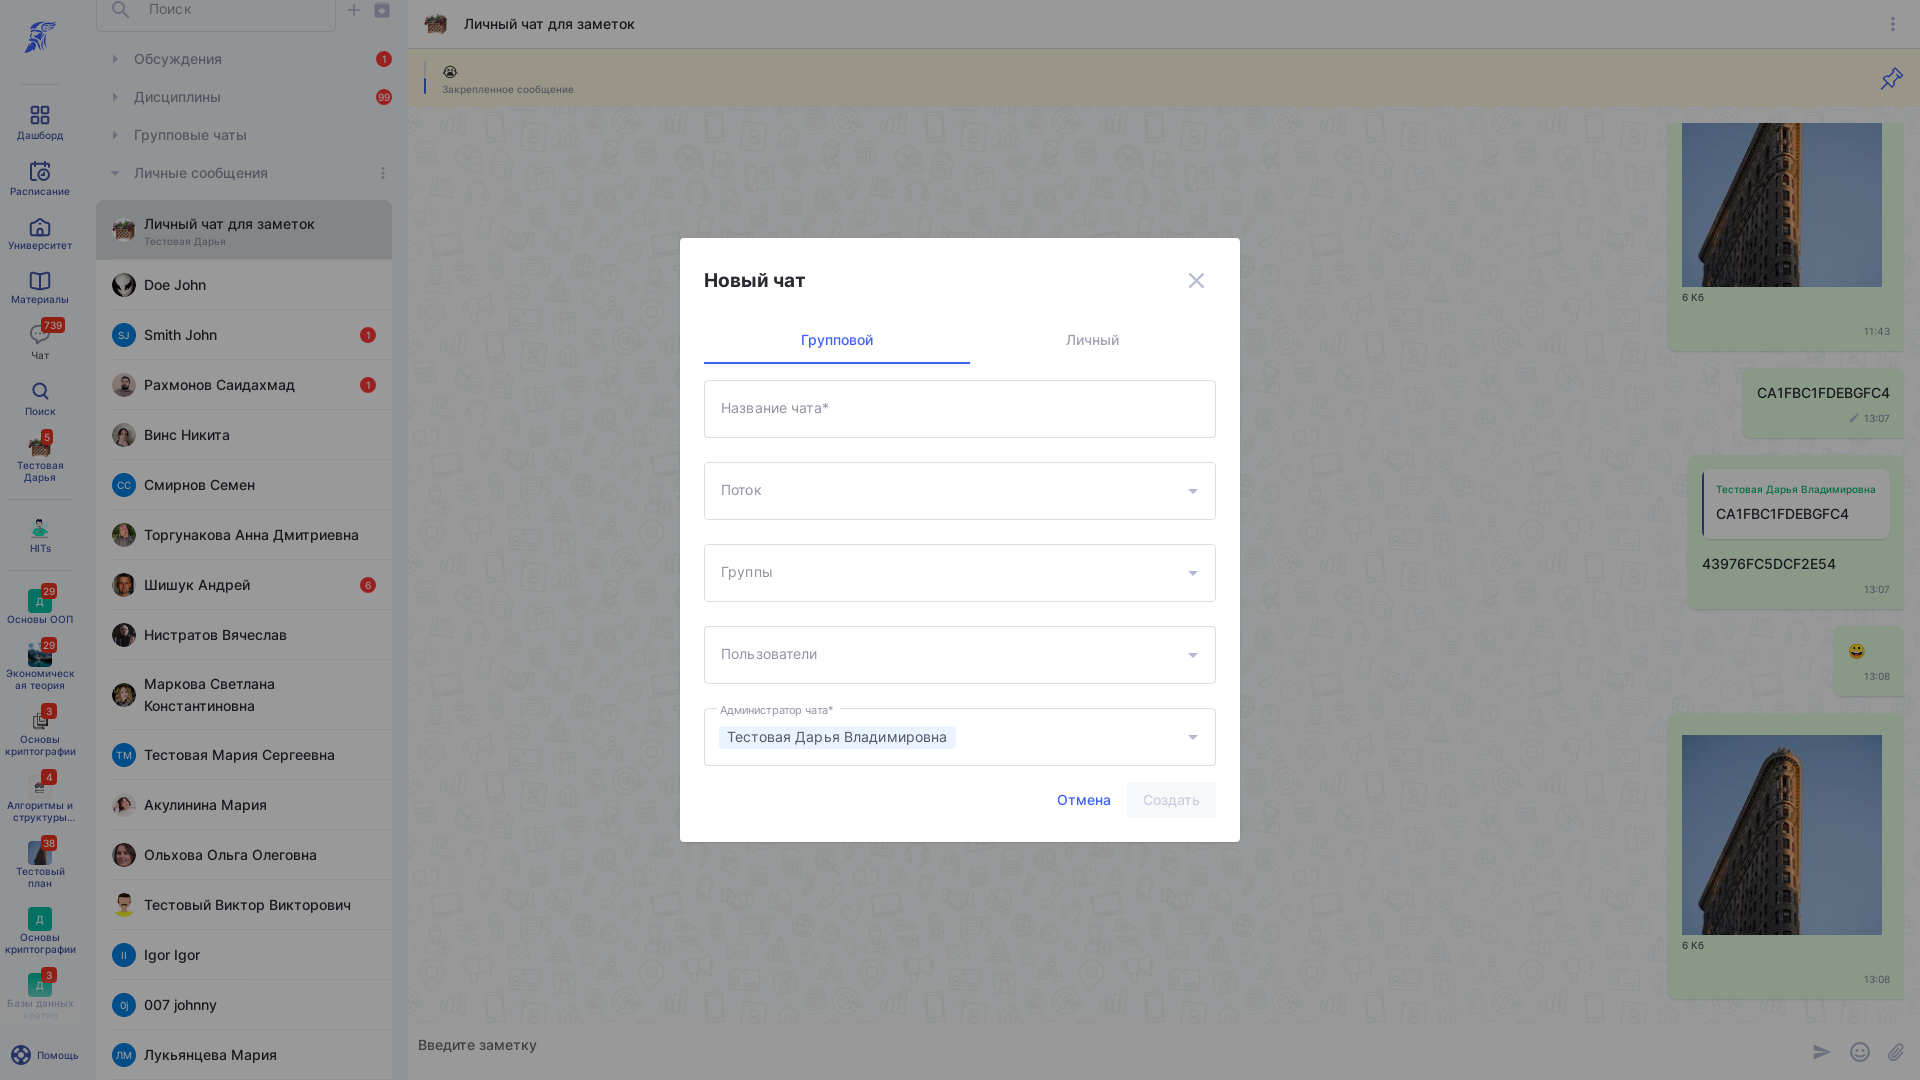 Поиск
Обсуждения
1
Дисциплины
99
Групповые чаты
Личные сообщения
Личный чат для заметок
Тестовая Дарья
Doe John
SJ
Smith John
1
Рахмонов Саидахмад
1
Винс Никита
СС
Смирнов Семен
Торгунакова Анна Дмитриевна
Шишук Андрей
6
Нистратов Вячеслав
Маркова Светлана
Константиновна
ТМ
Тестовая Мария Сергеевна
Акулинина Мария
Ольхова Ольга Олеговна
Тестовый Виктор Викторович
II
Igor Igor
0j
007 johnny
ЛМ
Лукьянцева Мария
Дашборд
Расписание
Университет
Материалы
739
Чат
Поиск
5
Тестовая
Дарья
HITs
29
Д
Основы ООП
29
Экономическ
ая теория
3
Основы
криптографии
4
Алгоритмы и
структуры...
38
Тестовый
план
Д
Основы
криптографии
3
Д
Базы данных
кратко
Помощь
Личный чат для заметок
Закрепленное сообщение
6 Кб
11:43
CA1FBC1FDEBGFC4
13:07
Тестовая Дарья Владимировна
CA1FBC1FDEBGFC4
43976FC5DCF2E54
13:07
13:08
6 Кб
13:08
Введите заметку
Новый чат
Групповой
Личный
Название чата*
Поток
Группы
Пользователи
Администратор чата*
Тестовая Дарья Владимировна
Отмена
Создать